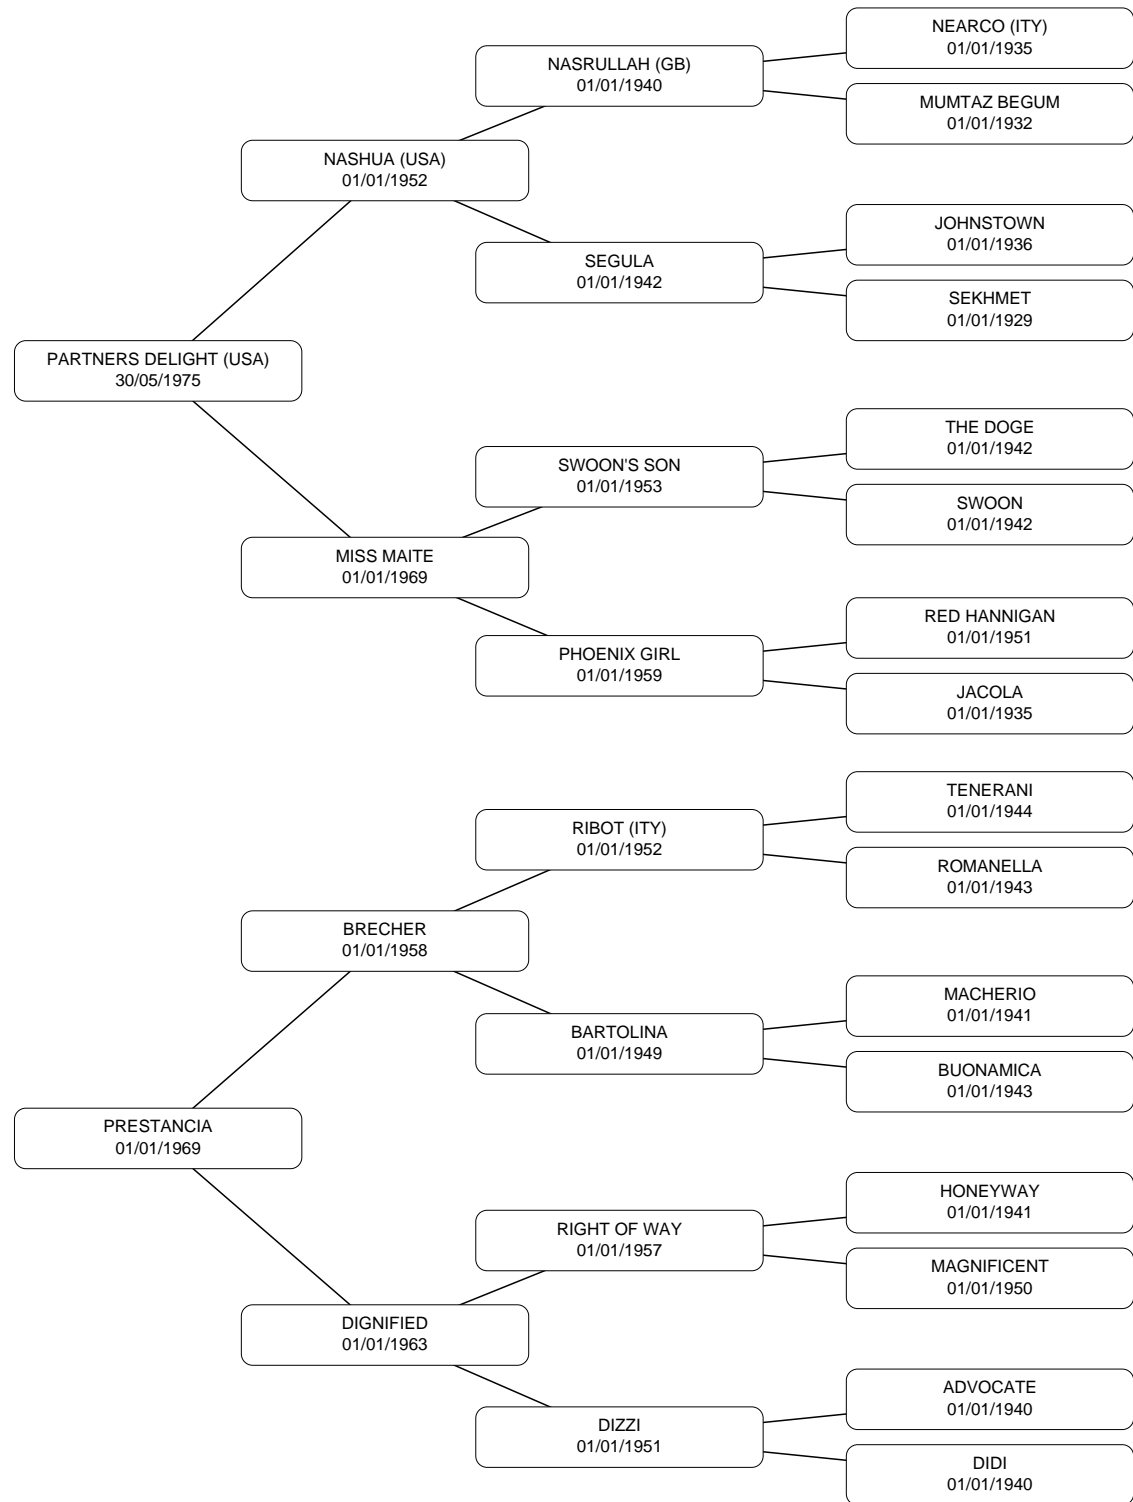 NEARCO (ITY)
01/01/1935
NASRULLAH (GB)
01/01/1940
MUMTAZ BEGUM
01/01/1932
NASHUA (USA)
01/01/1952
JOHNSTOWN
01/01/1936
SEGULA
01/01/1942
SEKHMET
01/01/1929
PARTNERS DELIGHT (USA)
30/05/1975
THE DOGE
01/01/1942
SWOON'S SON
01/01/1953
SWOON
01/01/1942
MISS MAITE
01/01/1969
RED HANNIGAN
01/01/1951
PHOENIX GIRL
01/01/1959
JACOLA
01/01/1935
TENERANI
01/01/1944
RIBOT (ITY)
01/01/1952
ROMANELLA
01/01/1943
BRECHER
01/01/1958
MACHERIO
01/01/1941
BARTOLINA
01/01/1949
BUONAMICA
01/01/1943
PRESTANCIA
01/01/1969
HONEYWAY
01/01/1941
RIGHT OF WAY
01/01/1957
MAGNIFICENT
01/01/1950
DIGNIFIED
01/01/1963
ADVOCATE
01/01/1940
DIZZI
01/01/1951
DIDI
01/01/1940